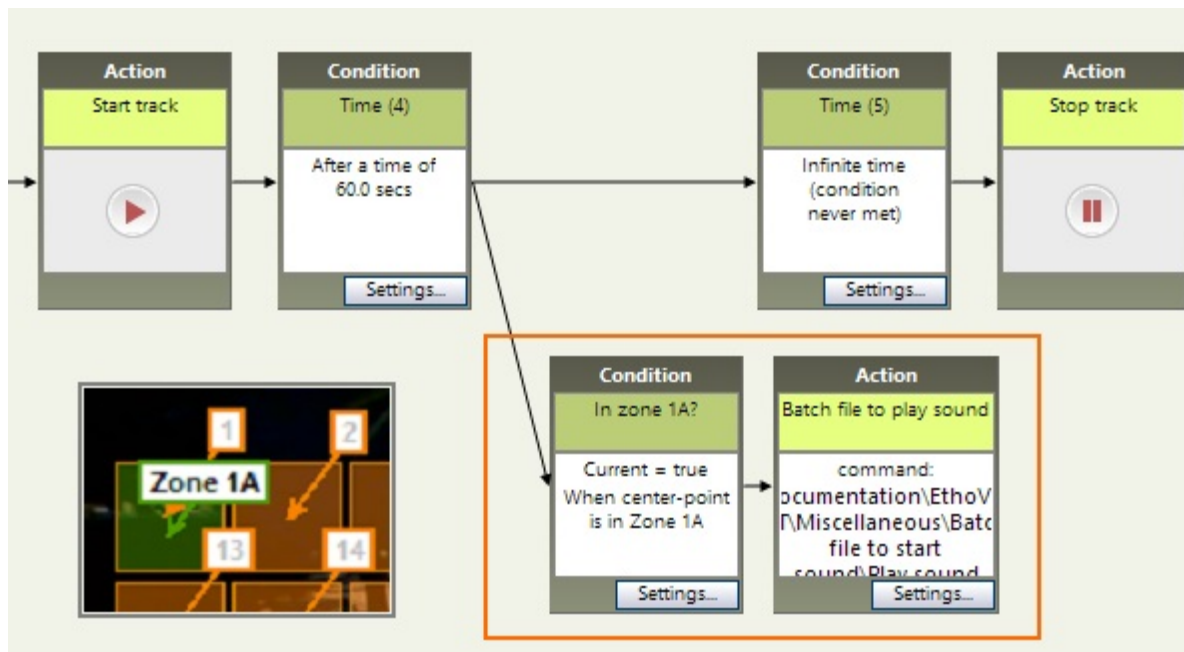 Action
Start track
Condition
Time (4)
After a time of
60.0 secs
Settings...
Condition
Time (5)
Infinite time
(condition
never met)
Settings...
Action
Stop track
1
2
Zone 1A
13
14
Condition
In zone 1A?
Current = true
When center-point
is in Zone 1A
Settings...
Action
Batch file to play sound
command:
ocumentation\EthoV
T\Miscellaneous\Batc
file to start
sound\Play sound
Settings...